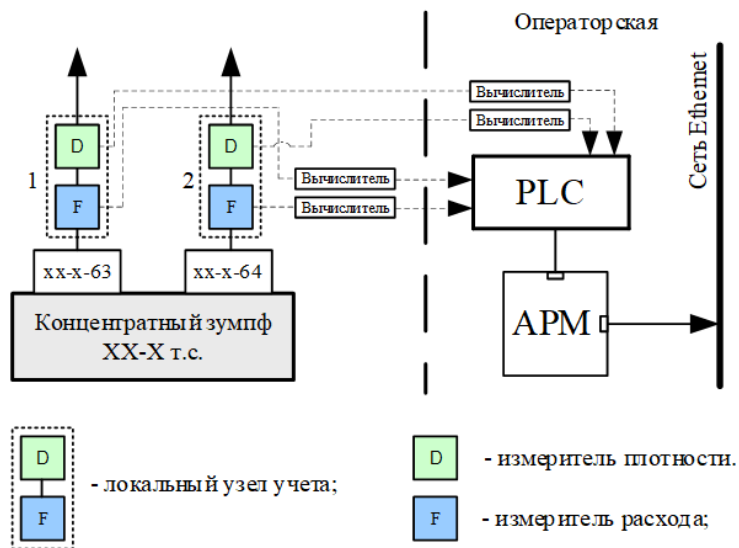 Операторская
Вычислитель
Вычислитель
Сеть Ethernet
D
D
1
2
Вычислитель
F
F
Вычислитель
PLC
xx-x-63
xx-x-64
Концентратный зумпф
XX-X т.с.
АРМ
D
- локальный узел учета;
F
D
- измеритель плотности.
F
- измеритель расхода;